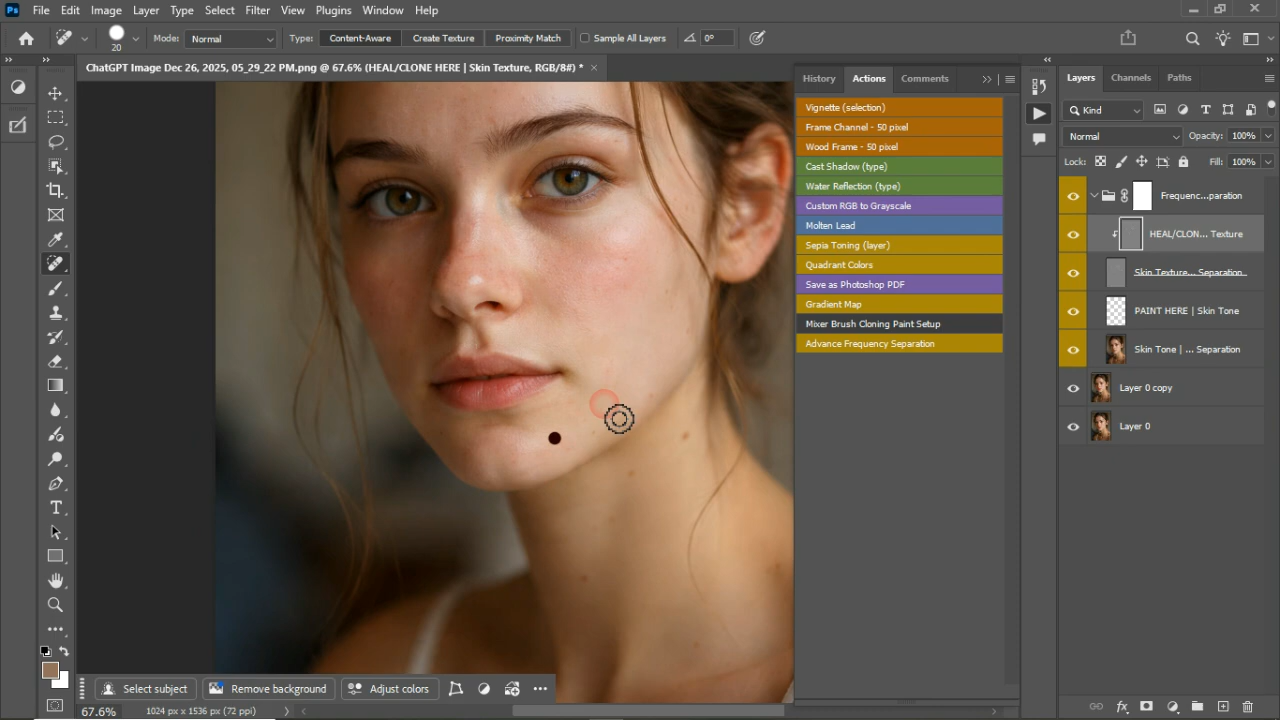 Ps File Edit Image Layer Type Select Filter View Plugins Window Help
20 Mode: Normal Type: Content-Aware Create Texture Proximity Match Sample All Layers 0°
ChatGPT Image Dec 26, 2025, 05_29_22 PM.png @ 67.6% (HEAL/CLONE HERE | Skin Texture, RGB/8#) *
History Actions Comments
Vignette (selection)
Frame Channel - 50 pixel
Wood Frame - 50 pixel
Cast Shadow (type)
Water Reflection (type)
Custom RGB to Grayscale
Molten Lead
Sepia Toning (layer)
Quadrant Colors
Save as Photoshop PDF
Gradient Map
Mixer Brush Cloning Paint Setup
Advance Frequency Separation
Layers Channels Paths
Kind
Normal Opacity: 100%
Lock: Fill: 100%
Frequenc...paration
HEAL/CLON... Texture
Skin Texture... Separation
PAINT HERE | Skin Tone
Skin Tone | ... Separation
Layer 0 copy
Layer 0
Select subject Remove background Adjust colors
67.6% 1024 px x 1536 px (72 ppi)
fx